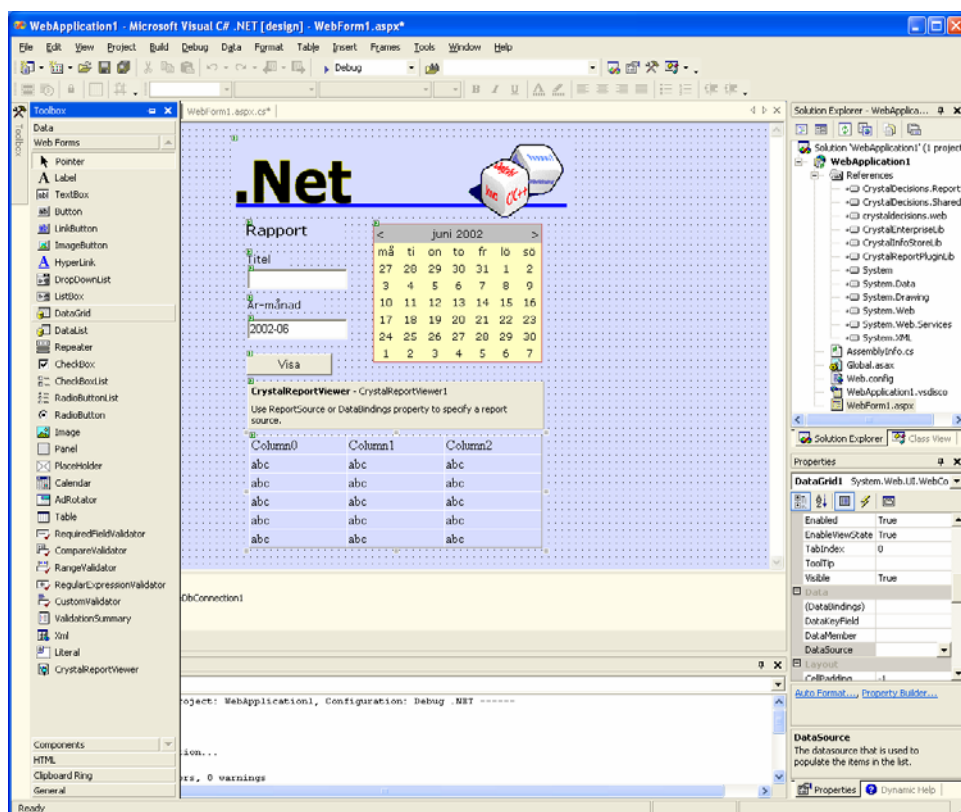 WebApplication1 - Microsoft Visual C# .NET [design] - WebForm1.aspx*
File Edit View Project Build Debug Data Format Table Insert Frames Tools Window Help
Debug
B I U
Toolbox
Toolbox
Data
Web Forms
Pointer
Label
TextBox
Button
LinkButton
ImageButton
HyperLink
DropDownList
ListBox
DataGrid
DataList
Repeater
CheckBox
CheckBoxList
RadioButtonList
RadioButton
Image
Panel
PlaceHolder
Calendar
AdRotator
Table
RequiredFieldValidator
CompareValidator
RangeValidator
RegularExpressionValidator
CustomValidator
ValidationSummary
Xml
Literal
CrystalReportViewer
Components
HTML
Clipboard Ring
General
WebForm1.aspx.cs*
.Net
C/C++
Rapport
Titel
År-månad
2002-06
Visa
< juni 2002 >
må ti on to fr lö sö
27 28 29 30 31 1 2
3 4 5 6 7 8 9
10 11 12 13 14 15 16
17 18 19 20 21 22 23
24 25 26 27 28 29 30
1 2 3 4 5 6 7
CrystalReportViewer - CrystalReportViewer1
Use ReportSource or DataBindings property to specify a report
source.
Column0 Column1 Column2
abc abc abc
abc abc abc
abc abc abc
abc abc abc
abc abc abc
DbConnection1
roject: WebApplication1, Configuration: Debug .NET ------
ion...
rs, 0 warnings
Solution Explorer - WebApplica...
Solution 'WebApplication1' (1 project
WebApplication1
References
CrystalDecisions.Report
CrystalDecisions.Shared
crystaldecisions.web
CrystalEnterpriseLib
CrystalInfoStoreLib
CrystalReportPluginLib
System
System.Data
System.Drawing
System.Web
System.Web.Services
System.XML
AssemblyInfo.cs
Global.asax
Web.config
WebApplication1.vsdisco
WebForm1.aspx
Solution Explorer Class View
Properties
DataGrid1 System.Web.UI.WebCo
Enabled True
EnableViewState True
TabIndex 0
ToolTip
Visible True
Data
(DataBindings)
DataKeyField
DataMember
DataSource
Layout
CellPadding -1
Auto Format..., Property Builder...
DataSource
The datasource that is used to
populate the items in the list.
Properties Dynamic Help
Ready